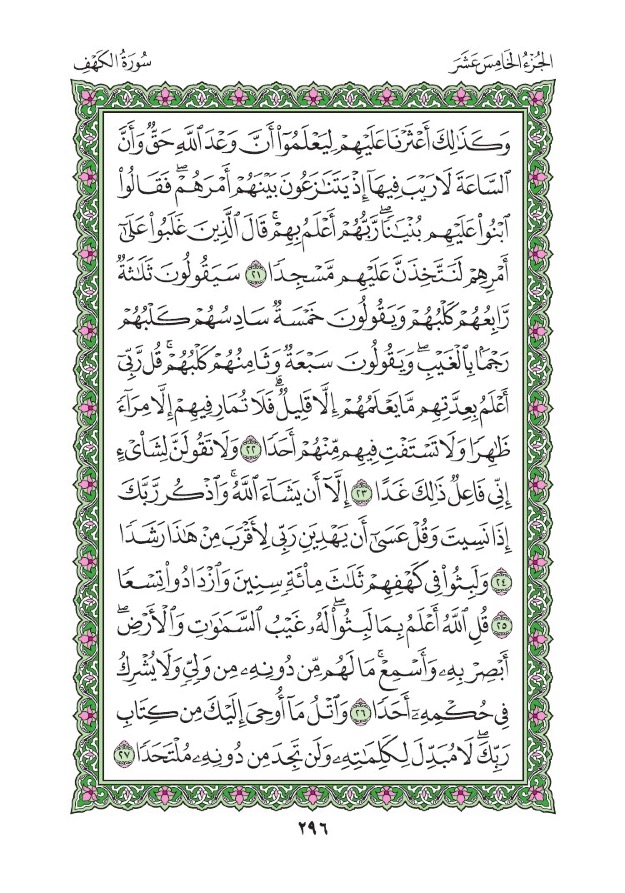 الجُزْءُ الخَامِسَ عَشَرَ
سُورَةُ الكَهْفِ
وَكَذَٰلِكَ أَعْثَرْنَا عَلَيْهِمْ لِيَعْلَمُوٓا۟ أَنَّ وَعْدَ ٱللَّهِ حَقٌّ وَأَنَّ
ٱلسَّاعَةَ لَا رَيْبَ فِيهَآ إِذْ يَتَنَٰزَعُونَ بَيْنَهُمْ أَمْرَهُمْ ۖ فَقَالُوا۟
ٱبْنُوا۟ عَلَيْهِم بُنْيَٰنًا ۖ رَّبُّهُمْ أَعْلَمُ بِهِمْ ۚ قَالَ ٱلَّذِينَ غَلَبُوا۟ عَلَىٰٓ
أَمْرِهِمْ لَنَتَّخِذَنَّ عَلَيْهِم مَّسْجِدًا ٢١ سَيَقُولُونَ ثَلَٰثَةٌ
رَّابِعُهُمْ كَلْبُهُمْ وَيَقُولُونَ خَمْسَةٌ سَادِسُهُمْ كَلْبُهُمْ
رَجْمًۢا بِٱلْغَيْبِ ۖ وَيَقُولُونَ سَبْعَةٌ وَثَامِنُهُمْ كَلْبُهُمْ ۚ قُل رَّبِّىٓ
أَعْلَمُ بِعِدَّتِهِم مَّا يَعْلَمُهُمْ إِلَّا قَلِيلٌ ۗ فَلَا تُمَارِ فِيهِمْ إِلَّا مِرَآءً
ظَٰهِرًا وَلَا تَسْتَفْتِ فِيهِم مِّنْهُمْ أَحَدًا ٢٢ وَلَا تَقُولَنَّ لِشَا۟ىْءٍ
إِنِّى فَاعِلٌ ذَٰلِكَ غَدًا ٢٣ إِلَّآ أَن يَشَآءَ ٱللَّهُ ۚ وَٱذْكُر رَّبَّكَ
إِذَا نَسِيتَ وَقُلْ عَسَىٰٓ أَن يَهْدِيَنِ رَبِّى لِأَقْرَبَ مِنْ هَٰذَا رَشَدًا
٢٤ وَلَبِثُوا۟ فِى كَهْفِهِمْ ثَلَٰثَ مِا۟ئَةٍ سِنِينَ وَٱزْدَادُوا۟ تِسْعًا
٢٥ قُلِ ٱللَّهُ أَعْلَمُ بِمَا لَبِثُوا۟ ۖ لَهُۥ غَيْبُ ٱلسَّمَٰوَٰتِ وَٱلْأَرْضِ ۖ
أَبْصِرْ بِهِۦ وَأَسْمِعْ ۚ مَا لَهُم مِّن دُونِهِۦ مِن وَلِىٍّ وَلَا يُشْرِكُ
فِى حُكْمِهِۦٓ أَحَدًا ٢٦ وَٱتْلُ مَآ أُوحِىَ إِلَيْكَ مِن كِتَابِ
رَبِّكَ ۖ لَا مُبَدِّلَ لِكَلِمَٰتِهِۦ وَلَن تَجِدَ مِن دُونِهِۦ مُلْتَحَدًا ٢٧
٢٩٦